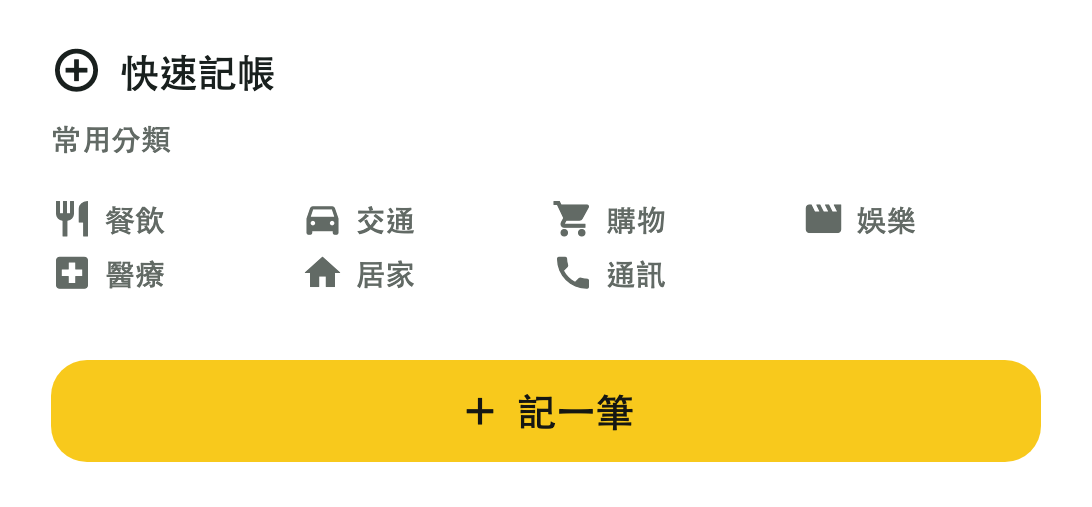 快速記帳
常用分類
餐飲 交通 購物 娛樂
醫療 居家 通訊
+ 記一筆